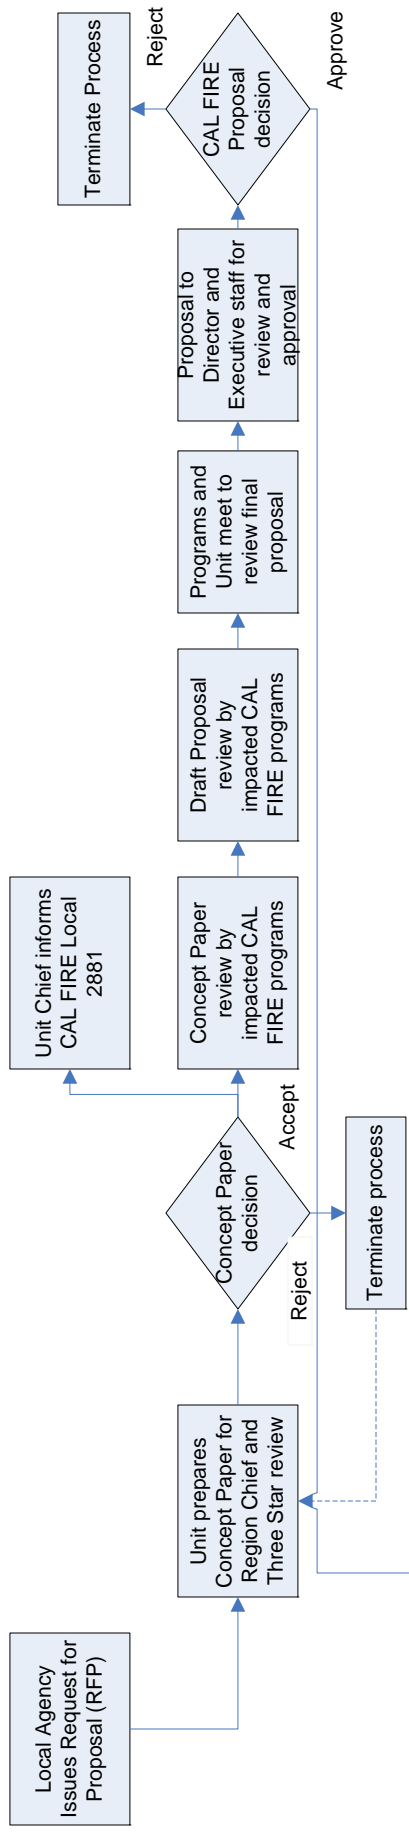 Local Agency
Issues Request for
Proposal (RFP)
Unit prepares
Concept Paper for
Region Chief and
Three Star review
Concept Paper
decision
Reject
Accept
Terminate process
Unit Chief informs
CAL FIRE Local
2881
Concept Paper
review by
impacted CAL
FIRE programs
Draft Proposal
review by
impacted CAL
FIRE programs
Programs and
Unit meet to
review final
proposal
Proposal to
Director and
Executive staff for
review and
approval
CAL FIRE
Proposal
decision
Reject
Approve
Terminate Process